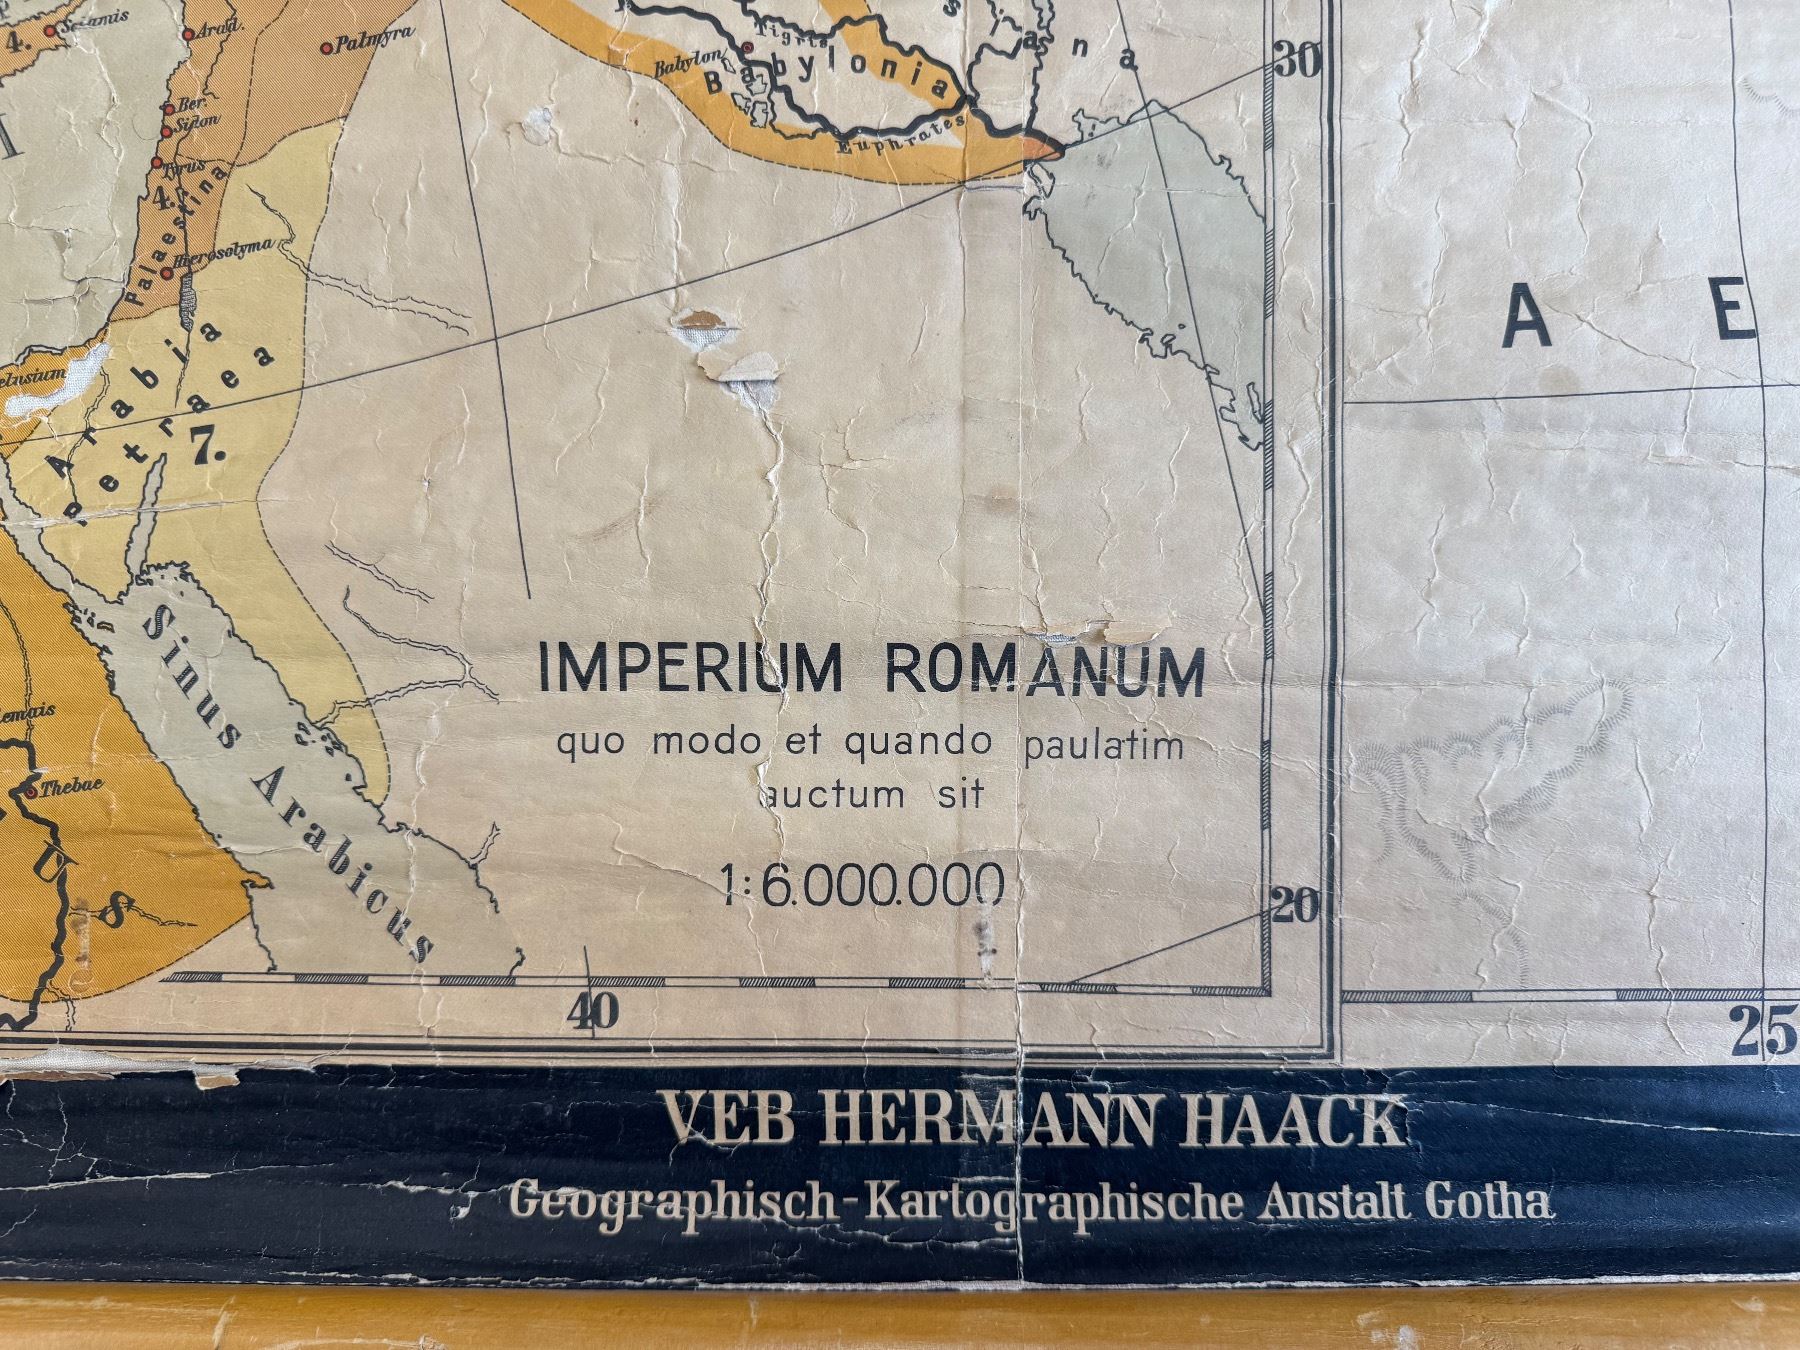 4.
Seianis
Arad.
Palmyra
Babylon
Tigris
Babylonia
Euphrates
30
Ber.
Sidon
Tyrus
4.
Palaestina
Hierosolyma
I
A E
Arabia
Petraea
7.
Sinus Arabicus
Thebae
U S
IMPERIUM ROMANUM
quo modo et quando paulatim
auctum sit
1:6.000.000
20
40
25
VEB HERMANN HAACK
Geographisch-Kartographische Anstalt Gotha